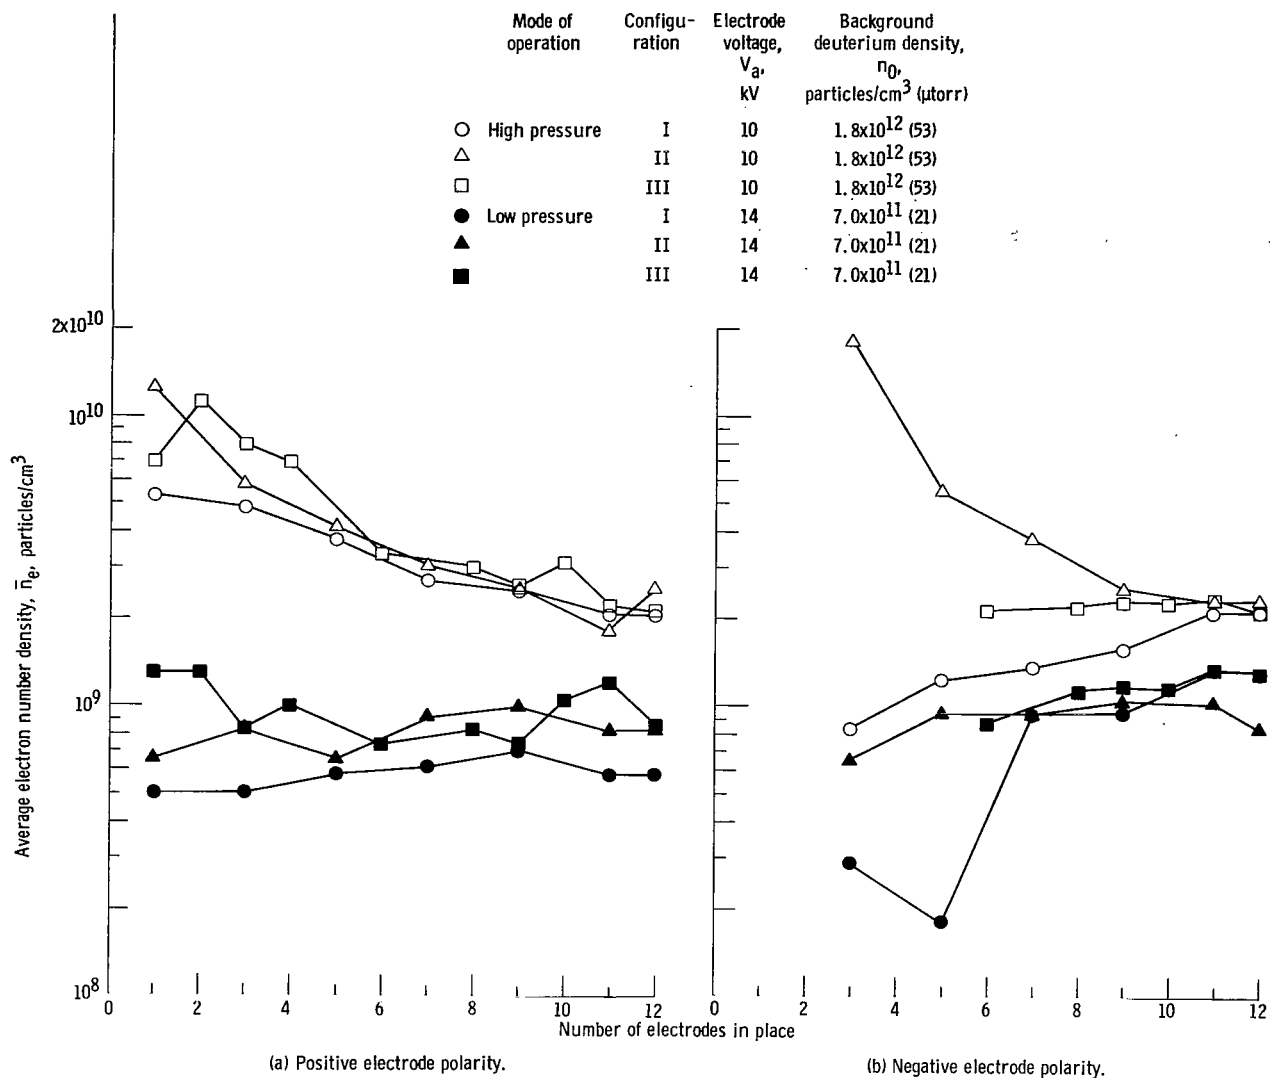 Mode of operation Configu-ration Electrode voltage, Va, kV Background deuterium density, n0, particles/cm3 (μtorr)
High pressure I 10 1.8x10^12 (53)
II 10 1.8x10^12 (53)
III 10 1.8x10^12 (53)
Low pressure I 14 7.0x10^11 (21)
II 14 7.0x10^11 (21)
III 14 7.0x10^11 (21)
Average electron number density, n̄e, particles/cm3
2x10^10
10^10
10^9
10^8
0 2 4 6 8 10 12
0 2 4 6 8 10 12
Number of electrodes in place
(a) Positive electrode polarity.
(b) Negative electrode polarity.